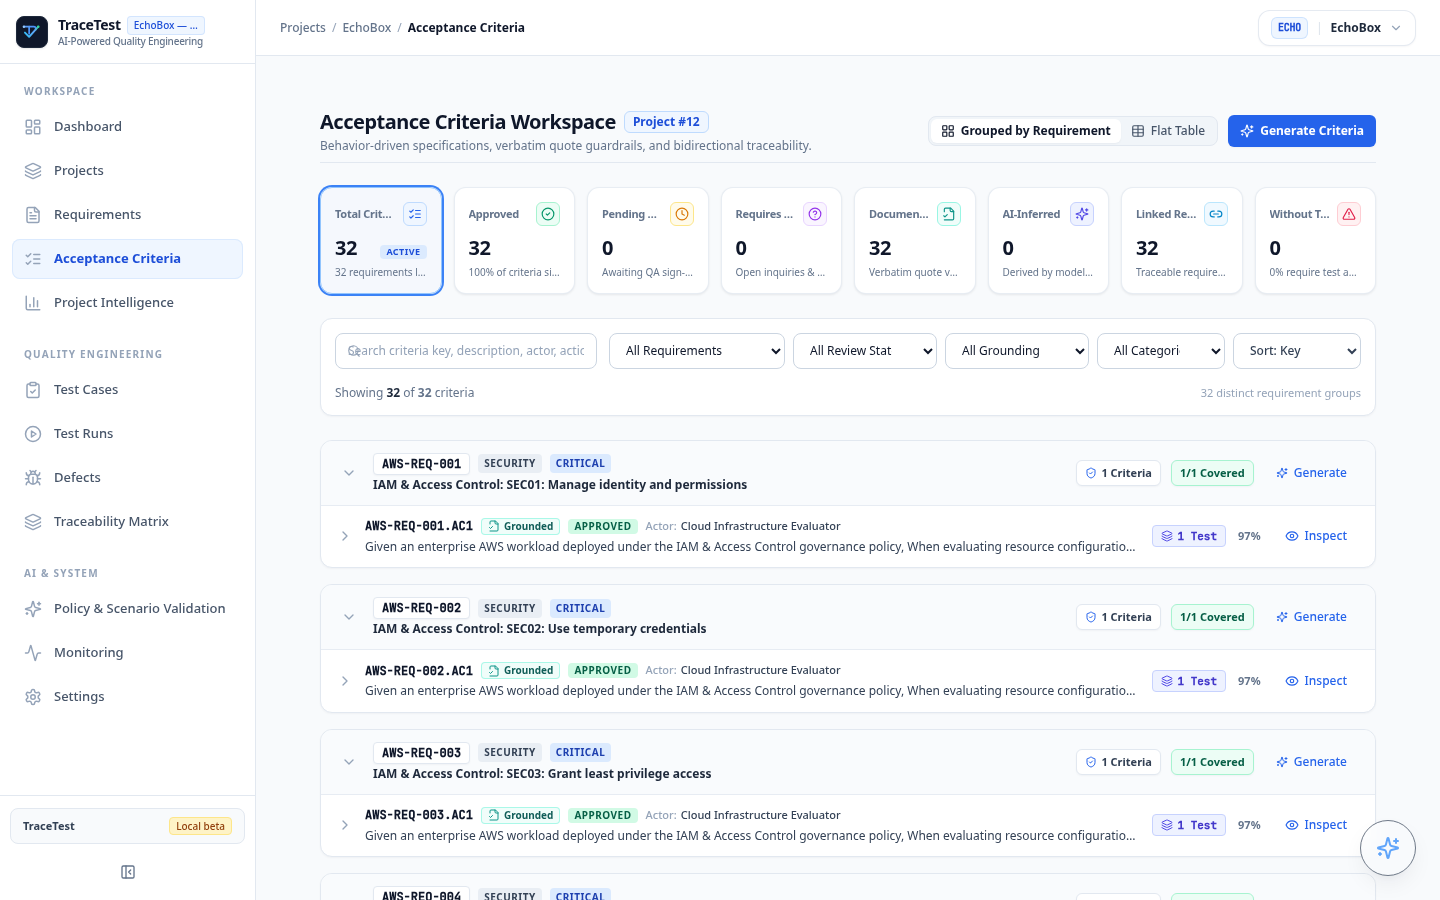 TraceTest EchoBox — ...
AI-Powered Quality Engineering
WORKSPACE
Dashboard
Projects
Requirements
Acceptance Criteria
Project Intelligence
QUALITY ENGINEERING
Test Cases
Test Runs
Defects
Traceability Matrix
AI & SYSTEM
Policy & Scenario Validation
Monitoring
Settings
TraceTest Local beta
Projects / EchoBox / Acceptance Criteria
ECHO EchoBox
Acceptance Criteria Workspace Project #12
Behavior-driven specifications, verbatim quote guardrails, and bidirectional traceability.
Grouped by Requirement Flat Table Generate Criteria
Total Crit...
32 ACTIVE
32 requirements l...
Approved
32
100% of criteria si...
Pending ...
0
Awaiting QA sign-...
Requires ...
0
Open inquiries & ...
Documen...
32
Verbatim quote v...
AI-Inferred
0
Derived by model...
Linked Re...
32
Traceable require...
Without T...
0
0% require test a...
Search criteria key, description, actor, actic All Requirements All Review Stat All Grounding All Categori Sort: Key
Showing 32 of 32 criteria 32 distinct requirement groups
AWS-REQ-001 SECURITY CRITICAL
IAM & Access Control: SEC01: Manage identity and permissions
1 Criteria 1/1 Covered Generate
AWS-REQ-001.AC1 Grounded APPROVED Actor: Cloud Infrastructure Evaluator
Given an enterprise AWS workload deployed under the IAM & Access Control governance policy, When evaluating resource configuratio...
1 Test 97% Inspect
AWS-REQ-002 SECURITY CRITICAL
IAM & Access Control: SEC02: Use temporary credentials
1 Criteria 1/1 Covered Generate
AWS-REQ-002.AC1 Grounded APPROVED Actor: Cloud Infrastructure Evaluator
Given an enterprise AWS workload deployed under the IAM & Access Control governance policy, When evaluating resource configuratio...
1 Test 97% Inspect
AWS-REQ-003 SECURITY CRITICAL
IAM & Access Control: SEC03: Grant least privilege access
1 Criteria 1/1 Covered Generate
AWS-REQ-003.AC1 Grounded APPROVED Actor: Cloud Infrastructure Evaluator
Given an enterprise AWS workload deployed under the IAM & Access Control governance policy, When evaluating resource configuratio...
1 Test 97% Inspect
AWS-REQ-004 SECURITY CRITICAL